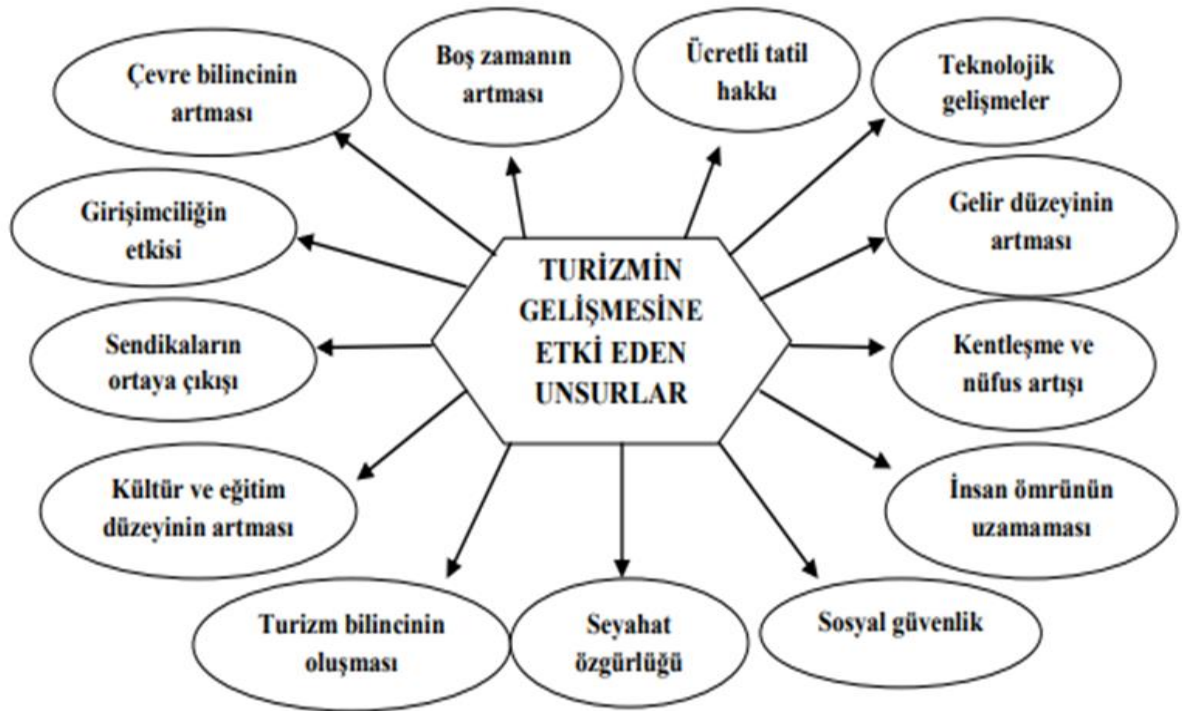 Çevre bilincinin
artması
Boş zamanın
artması
Ücretli tatil
hakkı
Teknolojik
gelişmeler
Girişimciliğin
etkisi
Gelir düzeyinin
artması
TURİZMİN
GELİŞMESİNE
ETKİ EDEN
UNSURLAR
Sendikaların
ortaya çıkışı
Kentleşme ve
nüfus artışı
Kültür ve eğitim
düzeyinin artması
İnsan ömrünün
uzamaması
Turizm bilincinin
oluşması
Seyahat
özgürlüğü
Sosyal güvenlik